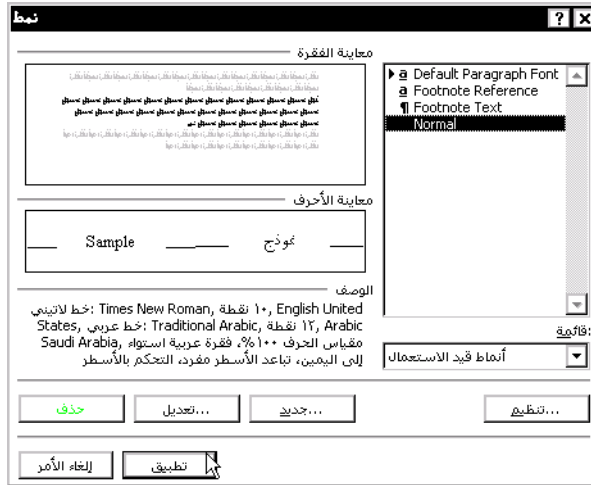 نمط
معاينة الفقرة
a Default Paragraph Font
a Footnote Reference
¶ Footnote Text
Normal
معاينة الأحرف
Sample نموذج
الوصف
خط لاتيني: Times New Roman, ١٠ نقطة, English United
States, خط عربي: Traditional Arabic, ١٢ نقطة, Arabic
Saudi Arabia, مقياس الحرف ١٠٠%، فقرة عربية استواء
إلى اليمين، تباعد الأسطر مفرد، التحكم بالأسطر
قائمة:
أنماط قيد الاستعمال
تنظيم...
جديد...
تعديل...
حذف
تطبيق
إلغاء الأمر